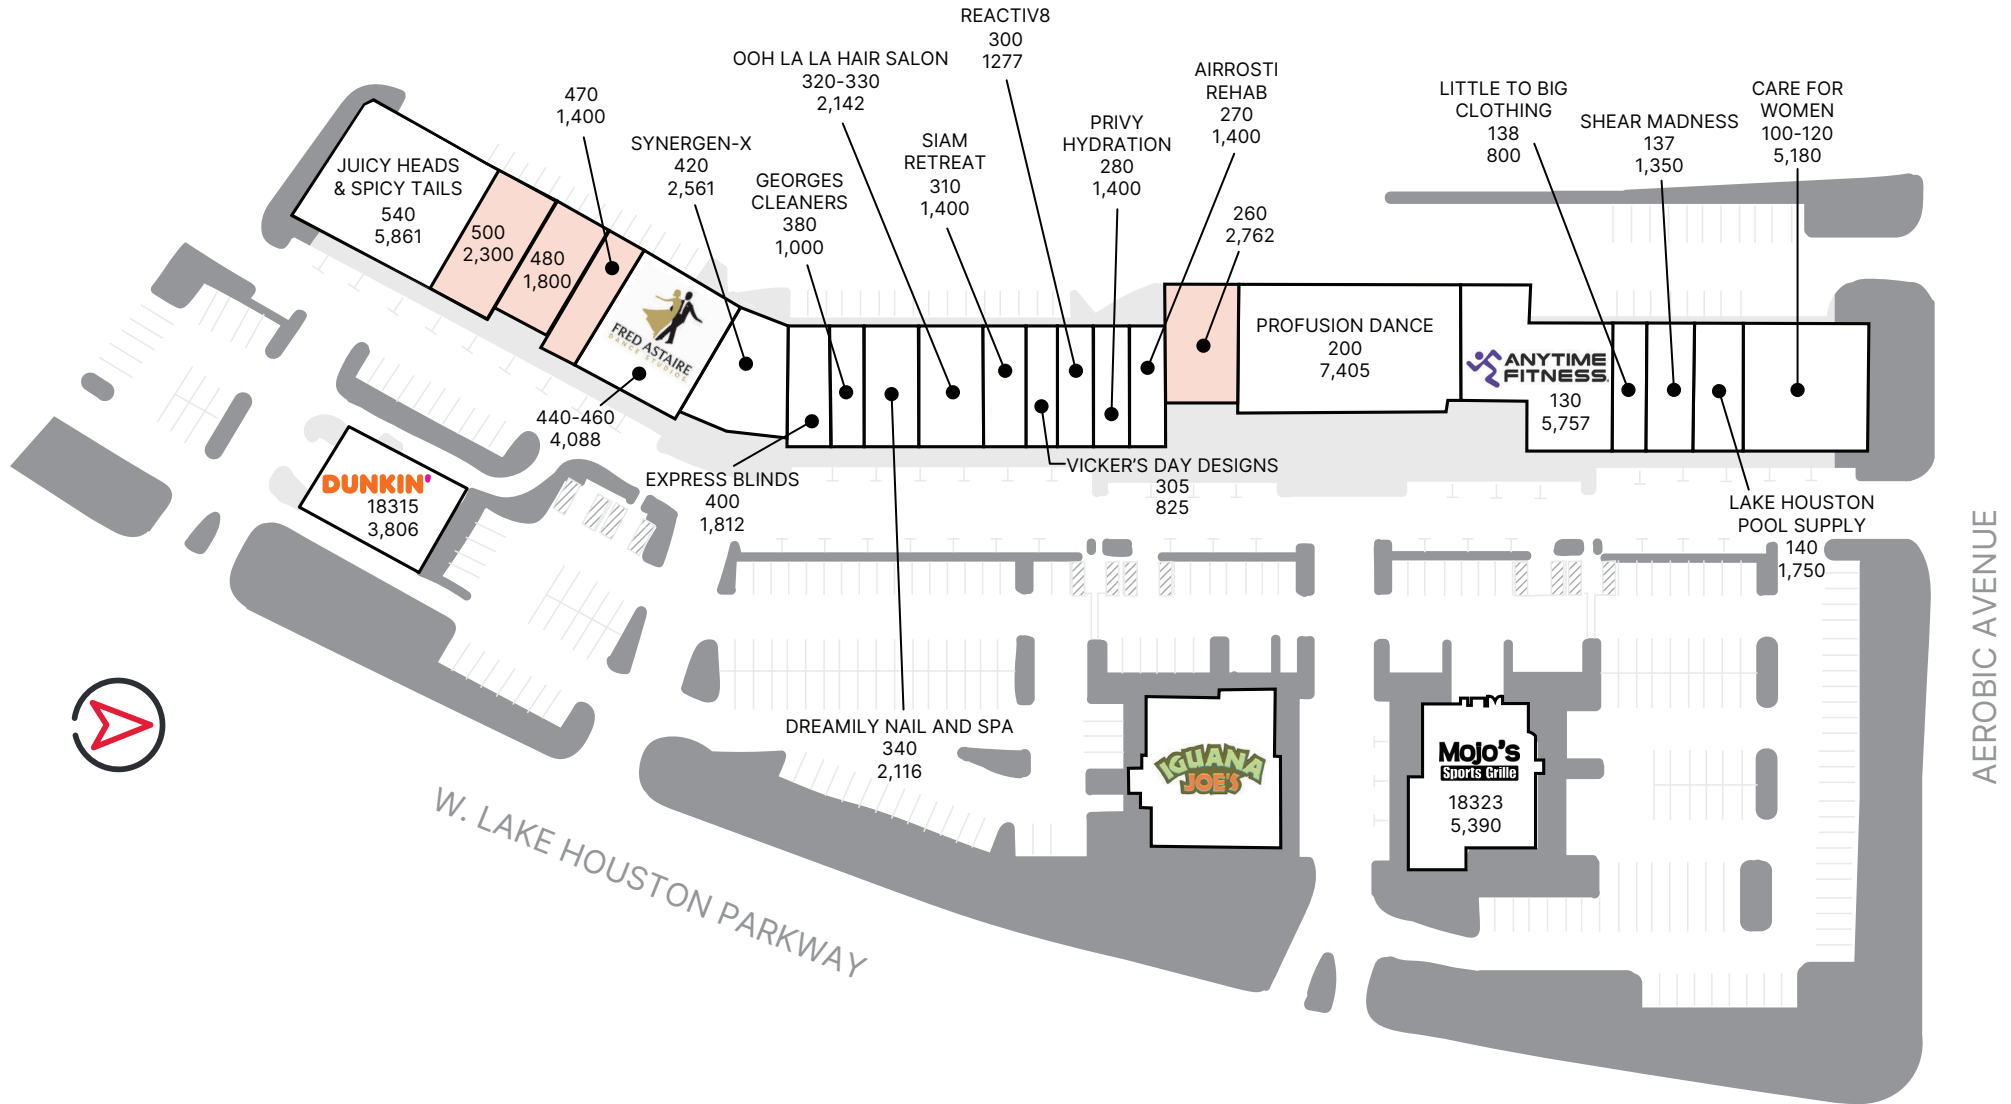 REACTIV8
300
1277
OOH LA LA HAIR SALON
320-330
2,142
AIRROSTI
REHAB
270
1,400
470
1,400
SYNERGEN-X
420
2,561
GEORGES
CLEANERS
380
1,000
SIAM
RETREAT
310
1,400
PRIVY
HYDRATION
280
1,400
260
2,762
LITTLE TO BIG
CLOTHING
138
800
SHEAR MADNESS
137
1,350
CARE FOR
WOMEN
100-120
5,180
JUICY HEADS
& SPICY TAILS
540
5,861
500
2,300
480
1,800
FRED ASTAIRE
DANCE STUDIOS
440-460
4,088
PROFUSION DANCE
200
7,405
ANYTIME
FITNESS
130
5,757
DUNKIN'
18315
3,806
EXPRESS BLINDS
400
1,812
VICKER’S DAY DESIGNS
305
825
LAKE HOUSTON
POOL SUPPLY
140
1,750
DREAMILY NAIL AND SPA
340
2,116
IGUANA
JOE'S
Mojo's
Sports Grille
18323
5,390
W. LAKE HOUSTON PARKWAY
AEROBIC AVENUE